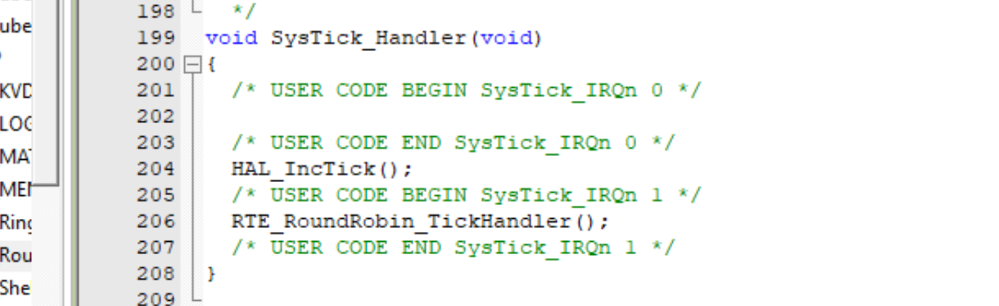 198 */
ube
199 void SysTick_Handler(void)
200 {
KVD
201 /* USER CODE BEGIN SysTick_IRQn 0 */
202
LOG
203 /* USER CODE END SysTick_IRQn 0 */
MAT
204 HAL_IncTick();
MEM
205 /* USER CODE BEGIN SysTick_IRQn 1 */
Ring
206 RTE_RoundRobin_TickHandler();
Rou
207 /* USER CODE END SysTick_IRQn 1 */
208 }
She
209